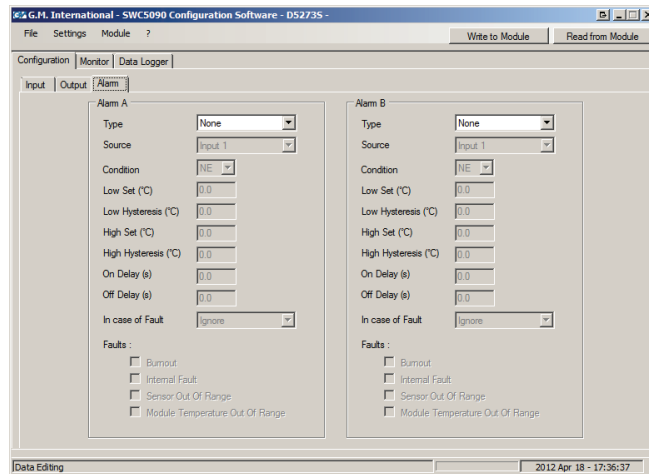 G.M. International - SWC5090 Configuration Software - D5273S -
File Settings Module ? Write to Module Read from Module
Configuration Monitor Data Logger
Input Output Alarm
Alarm A
Type None
Source Input 1
Condition NE
Low Set (°C) 0.0
Low Hysteresis (°C) 0.0
High Set (°C) 0.0
High Hysteresis (°C) 0.0
On Delay (s) 0.0
Off Delay (s) 0.0
In case of Fault Ignore
Faults :
Burnout
Internal Fault
Sensor Out Of Range
Module Temperature Out Of Range
Alarm B
Type None
Source Input 1
Condition NE
Low Set (°C) 0.0
Low Hysteresis (°C) 0.0
High Set (°C) 0.0
High Hysteresis (°C) 0.0
On Delay (s) 0.0
Off Delay (s) 0.0
In case of Fault Ignore
Faults :
Burnout
Internal Fault
Sensor Out Of Range
Module Temperature Out Of Range
Data Editing 2012 Apr 18 - 17:36:37